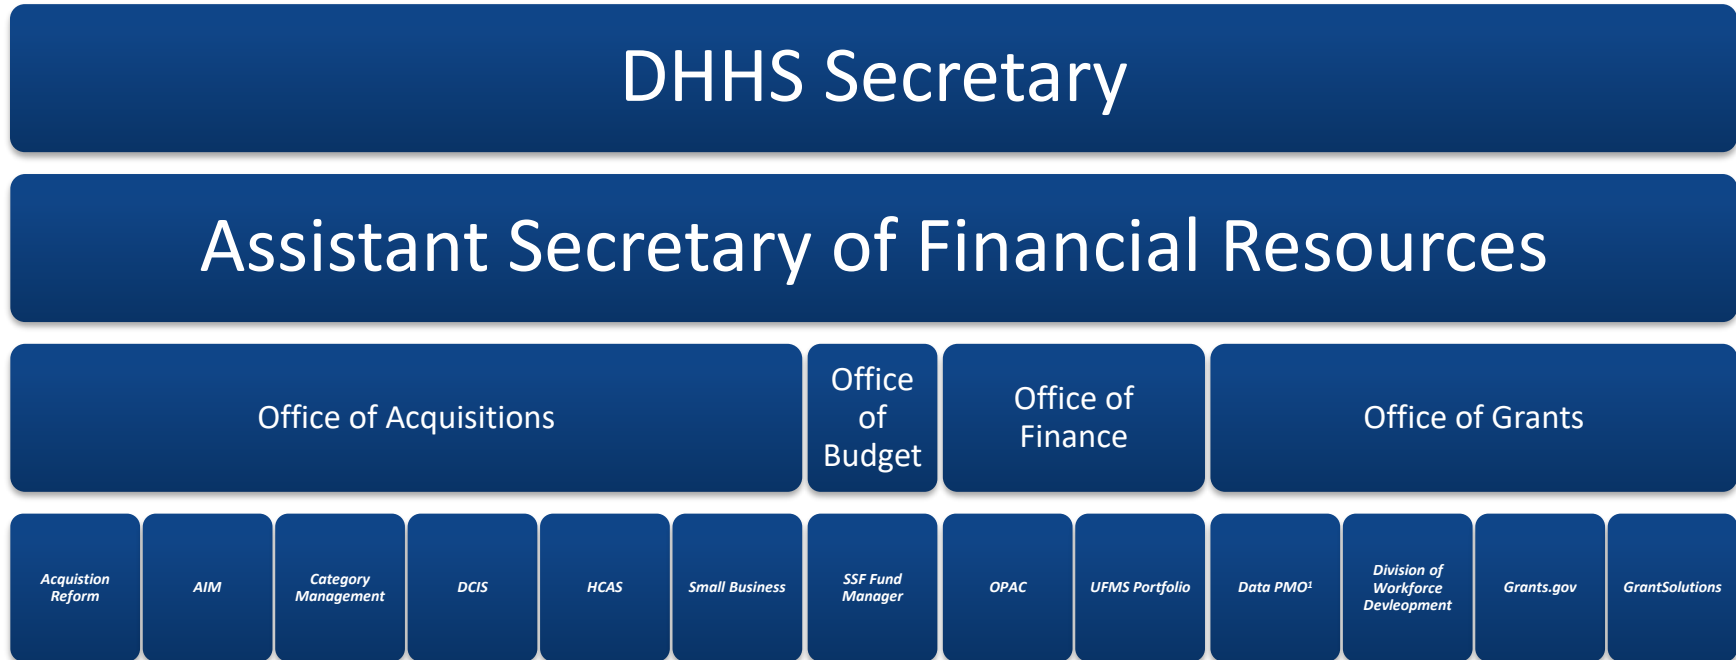 DHHS Secretary
Assistant Secretary of Financial Resources
Office of Acquisitions
Office
of
Budget
Office of
Finance
Office of Grants
Acquistion
Reform
AIM
Category
Management
DCIS
HCAS
Small Business
SSF Fund
Manager
OPAC
UFMS Portfolio
Data PMO¹
Division of
Workforce
Devleopment
Grants.gov
GrantSolutions